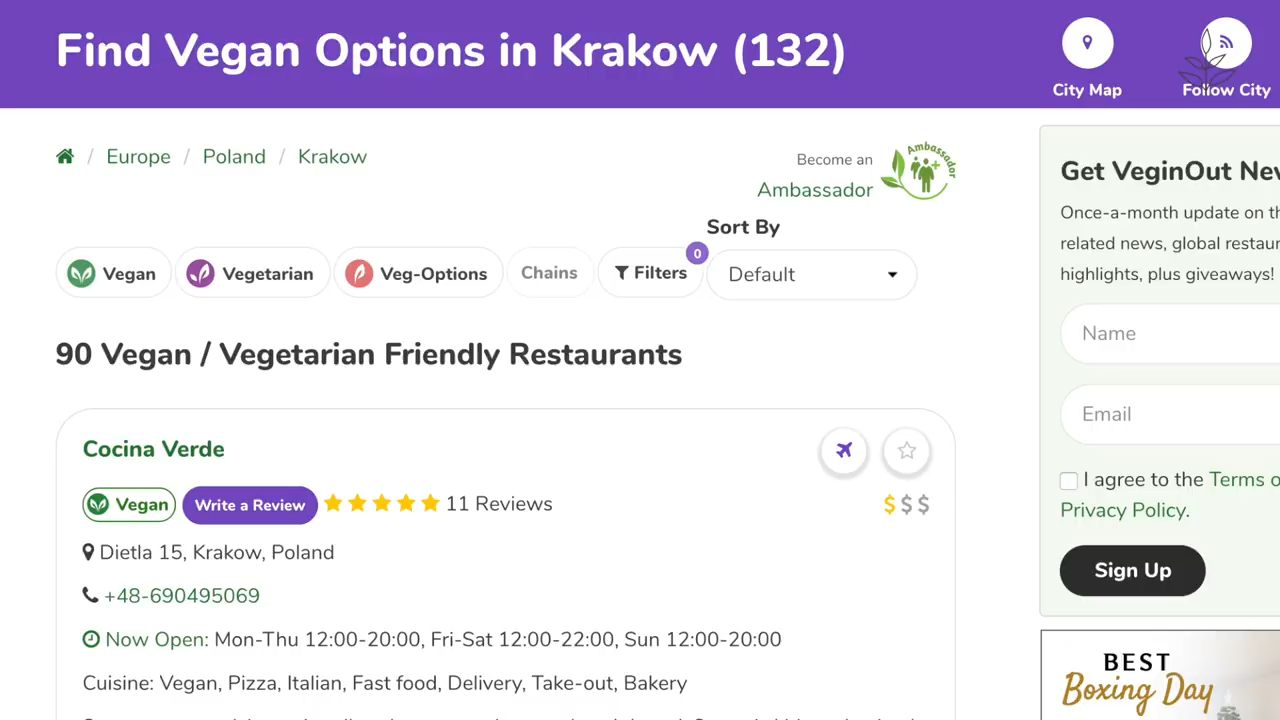 Find Vegan Options in Krakow (132)
City Map
Follow City
/ Europe / Poland / Krakow
Become an
Ambassador
Ambassador
Sort By
Vegan
Vegetarian
Veg-Options
Chains
Filters
0
Default
90 Vegan / Vegetarian Friendly Restaurants
Cocina Verde
Vegan
Write a Review
11 Reviews
$$$
Dietla 15, Krakow, Poland
+48-690495069
Now Open: Mon-Thu 12:00-20:00, Fri-Sat 12:00-22:00, Sun 12:00-20:00
Cuisine: Vegan, Pizza, Italian, Fast food, Delivery, Take-out, Bakery
Get VeginOut Nev
Once-a-month update on th
related news, global restaur
highlights, plus giveaways!
Name
Email
I agree to the Terms o
Privacy Policy.
Sign Up
BEST
Boxing Day